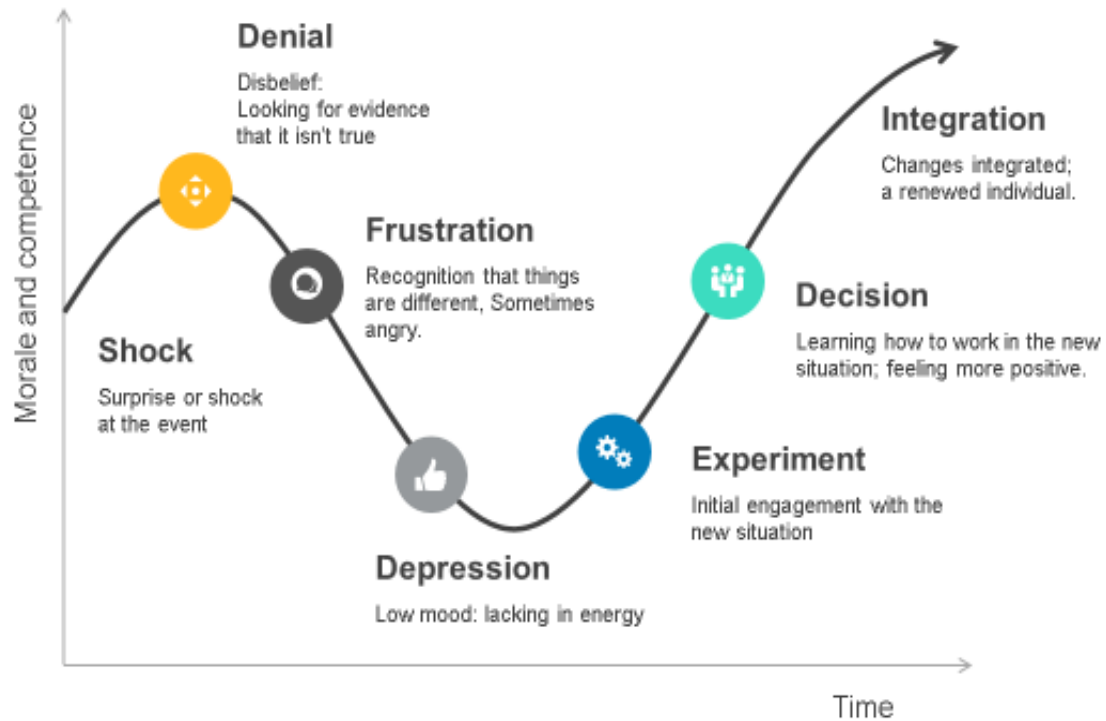 Denial
Disbelief:
Looking for evidence
that it isn't true
Morale and competence
Integration
Changes integrated;
a renewed individual.
Frustration
Recognition that things
are different, Sometimes
angry.
Decision
Learning how to work in the new
situation; feeling more positive.
Shock
Surprise or shock
at the event
Experiment
Initial engagement with the
new situation
Depression
Low mood: lacking in energy
Time